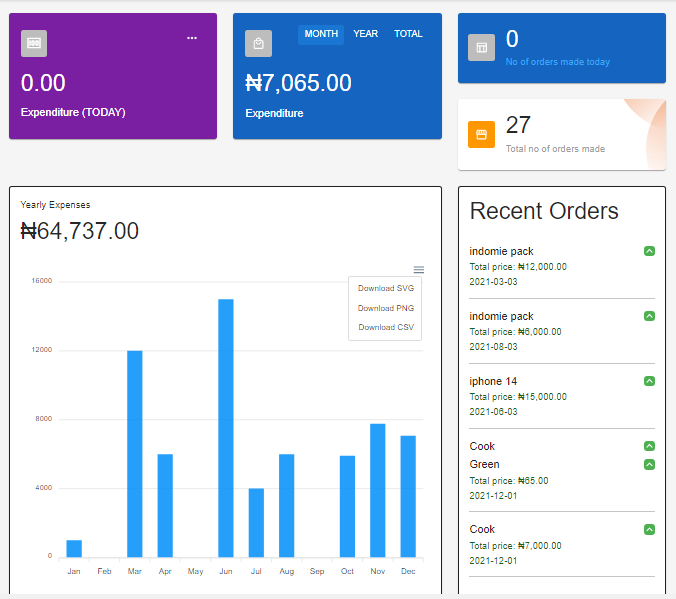 0.00
Expenditure (TODAY)
MONTH YEAR TOTAL
₦7,065.00
Expenditure
0
No of orders made today
27
Total no of orders made
Yearly Expenses
₦64,737.00
Download SVG
Download PNG
Download CSV
16000
12000
8000
4000
0
Jan Feb Mar Apr May Jun Jul Aug Sep Oct Nov Dec
Recent Orders
indomie pack
Total price: ₦12,000.00
2021-03-03
indomie pack
Total price: ₦6,000.00
2021-08-03
iphone 14
Total price: ₦15,000.00
2021-06-03
Cook
Green
Total price: ₦65.00
2021-12-01
Cook
Total price: ₦7,000.00
2021-12-01